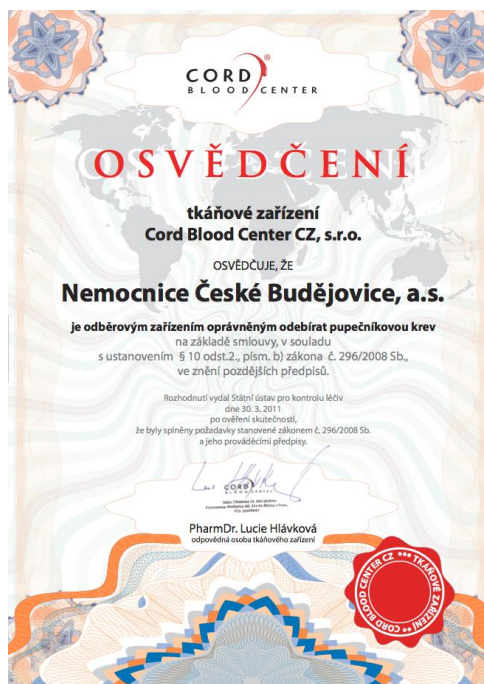 CORD®
BLOOD CENTER
OSVĚDČENÍ
tkáňové zařízení
Cord Blood Center CZ, s.r.o.
OSVĚDČUJE, ŽE
Nemocnice České Budějovice, a.s.
je odběrovým zařízením oprávněným odebírat pupečníkovou krev
na základě smlouvy, v souladu
s ustanovením § 10 odst.2., písm. b) zákona č. 296/2008 Sb.,
ve znění pozdějších předpisů.
Rozhodnutí vydal Státní ústav pro kontrolu léčiv
dne 30. 3. 2011
po ověření skutečností,
že byly splněny požadavky stanovené zákonem č. 296/2008 Sb.
a jeho prováděcími předpisy.
CORD
BLOOD CENTER
PharmDr. Lucie Hlávková
odpovědná osoba tkáňového zařízení
CORD BLOOD CENTER CZ *** TKÁŇOVÉ ZAŘÍZENÍ ***